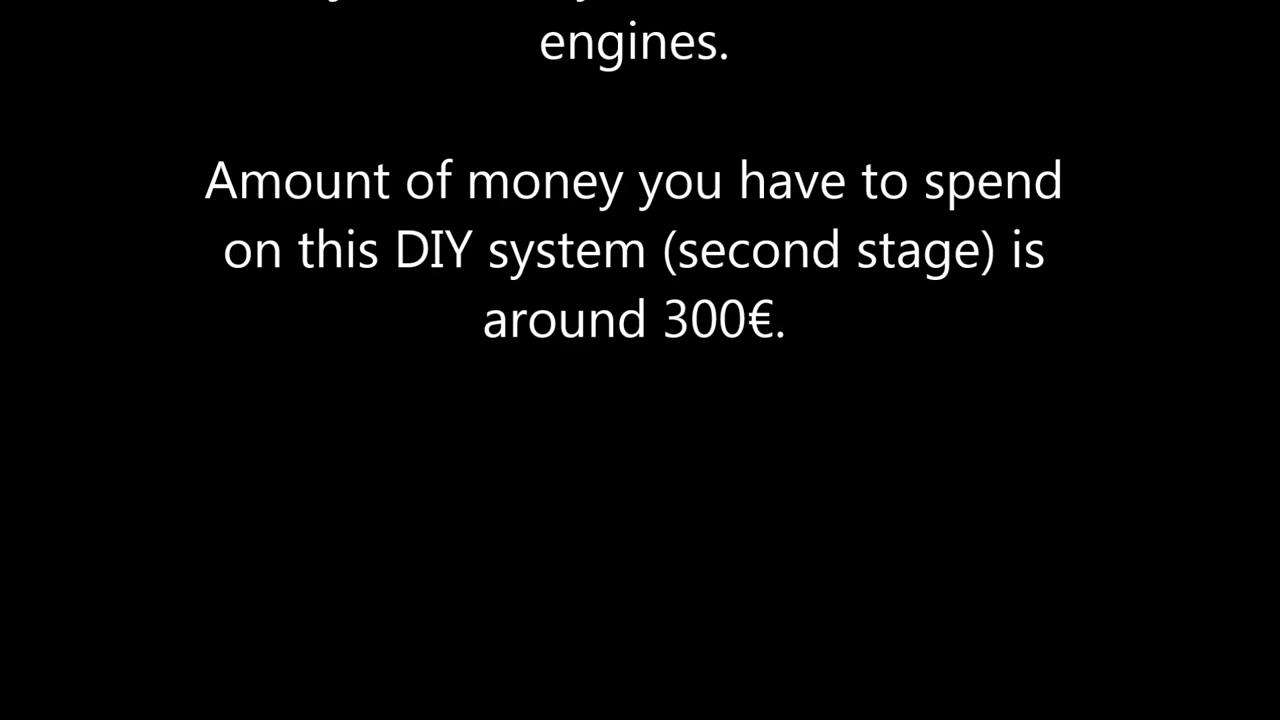 engines.
Amount of money you have to spend
on this DIY system (second stage) is
around 300€.